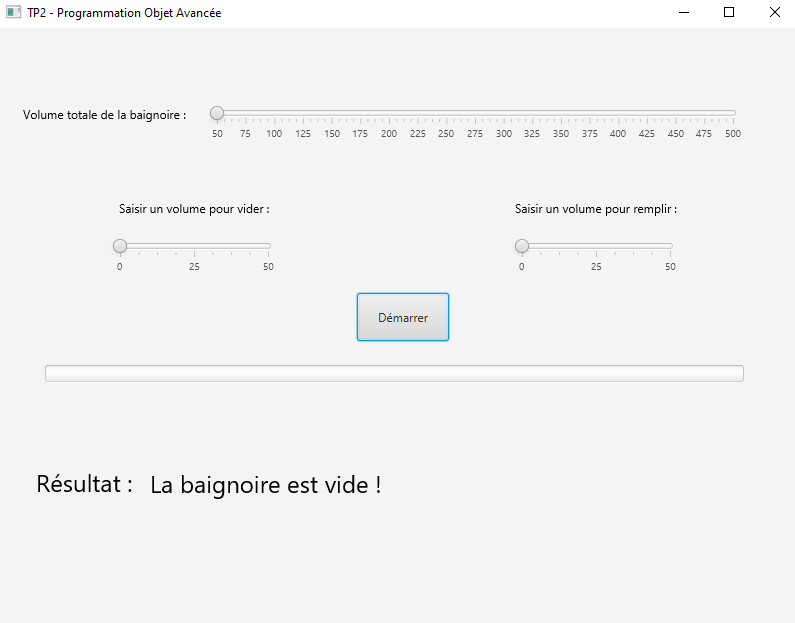 TP2 - Programmation Objet Avancée
Volume totale de la baignoire :
50 75 100 125 150 175 200 225 250 275 300 325 350 375 400 425 450 475 500
Saisir un volume pour vider : Saisir un volume pour remplir :
0 25 50 0 25 50
Démarrer
Résultat : La baignoire est vide !